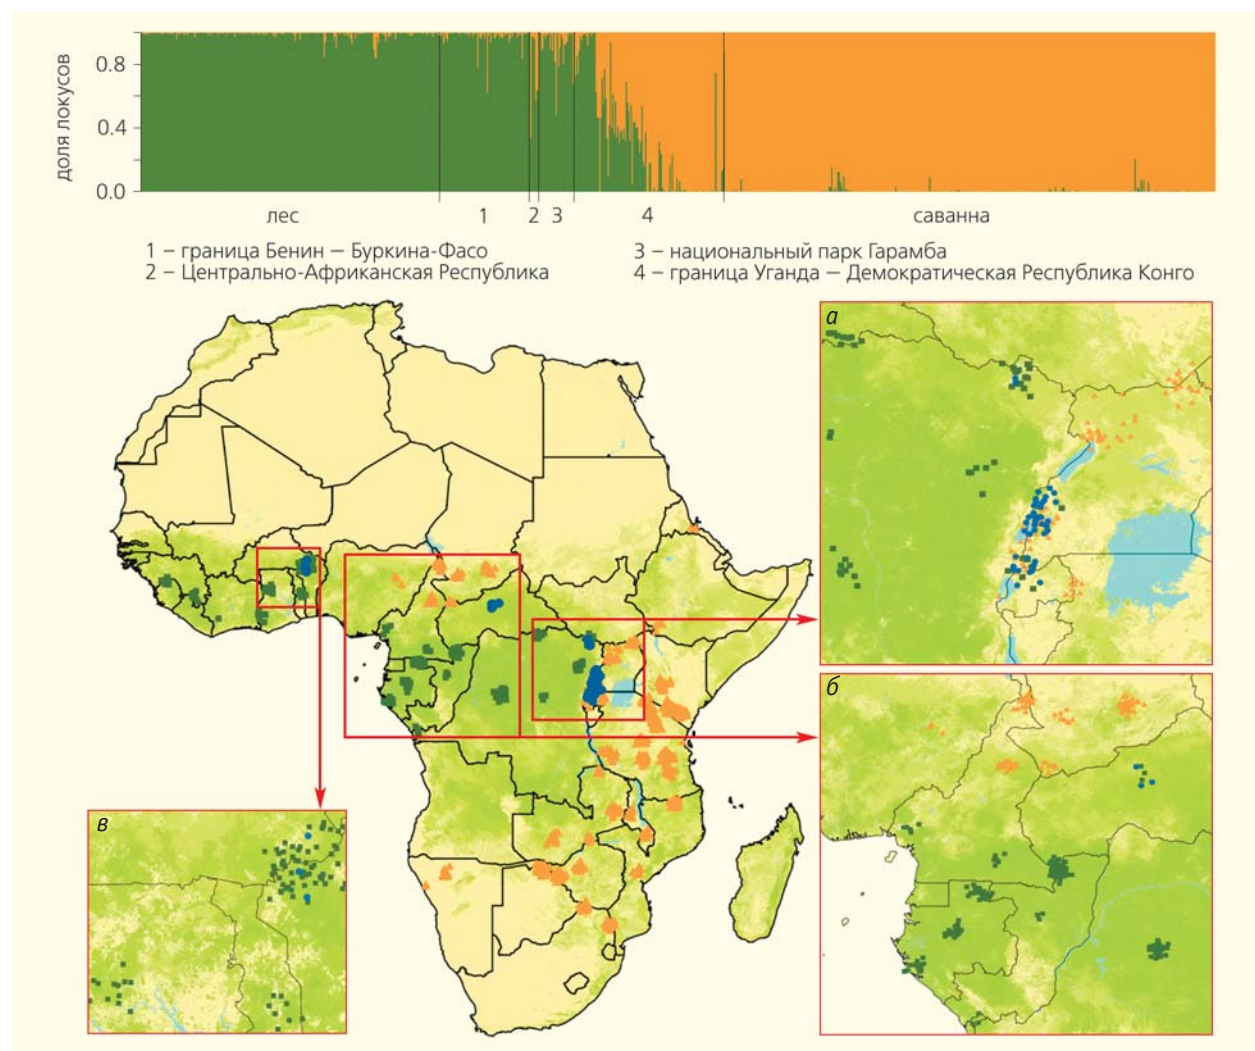 доля локусов
0.8
0.4
0.0
лес 1 2 3 4 саванна
1 – граница Бенин – Буркина-Фасо
2 – Центрально-Африканская Республика
3 – национальный парк Гарамба
4 – граница Уганда – Демократическая Республика Конго
а
б
в